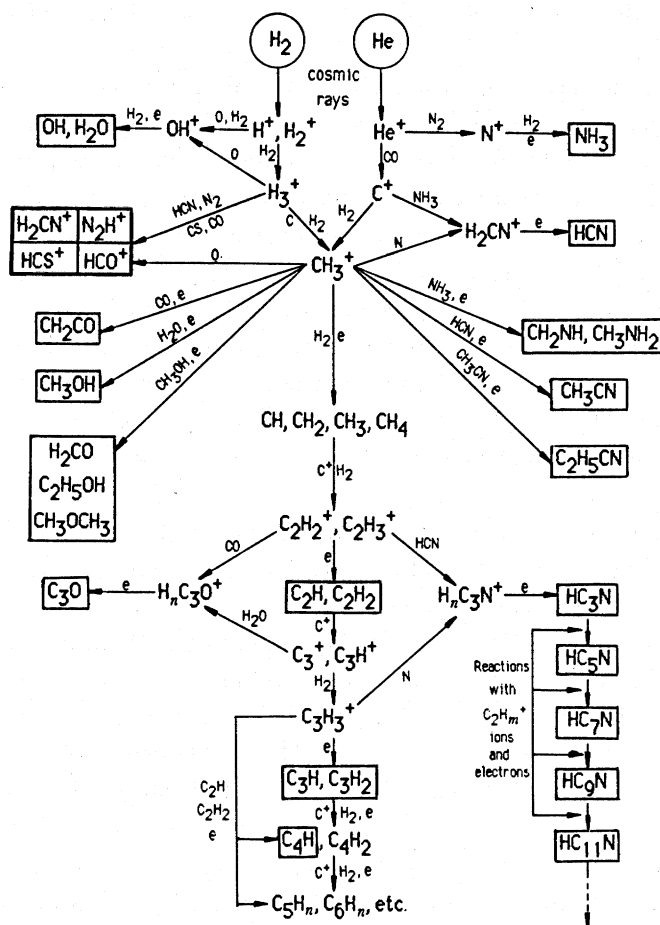 H₂ He
cosmic
rays
H₂, e O, H₂ N₂ H₂
OH, H₂O OH⁺ H⁺, H₂⁺ He⁺ N⁺ e NH₃
O H₂ CO
HCN, N₂ H₃⁺ C⁺ NH₃
CS, CO C H₂ H₂
H₂CN⁺ N₂H⁺ N H₂CN⁺ e HCN
HCS⁺ HCO⁺ O CH₃⁺
CO, e NH₃, e
CH₂CO H₂O, e H₂ e HCN, e CH₂NH, CH₃NH₂
CH₃OH, e CH₃CN, e
CH₃OH CH₃CN
CH, CH₂, CH₃, CH₄
H₂CO C₂H₅CN
C₂H₅OH C⁺ H₂
CH₃OCH₃
C₂H₂⁺, C₂H₃⁺
CO e HCN
C₃O e HₙC₃O⁺ C₂H, C₂H₂ HₙC₃N⁺ e HC₃N
H₂O C⁺
C₃⁺, C₃H⁺ HC₅N
H₂ N Reactions
with
C₃H₃⁺ C₂Hₘ⁺ HC₇N
e ions
and
C₂H C₃H, C₃H₂ electrons HC₉N
C₂H₂ C⁺ H₂, e
e C₄H, C₄H₂ HC₁₁N
C⁺ H₂, e
C₅Hₙ, C₆Hₙ, etc.